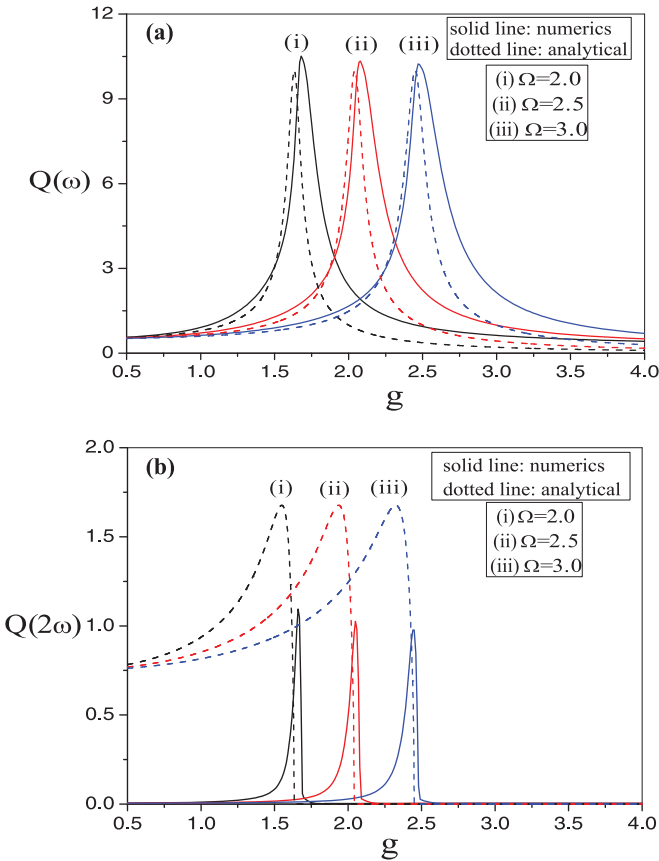 (a)
(i) (ii) (iii)
solid line: numerics
dotted line: analytical
(i) Ω=2.0
(ii) Ω=2.5
(iii) Ω=3.0
12
9
6
3
0
Q(ω)
0.5 1.0 1.5 2.0 2.5 3.0 3.5 4.0
g
(b)
(i) (ii) (iii)
solid line: numerics
dotted line: analytical
(i) Ω=2.0
(ii) Ω=2.5
(iii) Ω=3.0
2.0
1.5
1.0
0.5
0.0
Q(2ω)
0.5 1.0 1.5 2.0 2.5 3.0 3.5 4.0
g